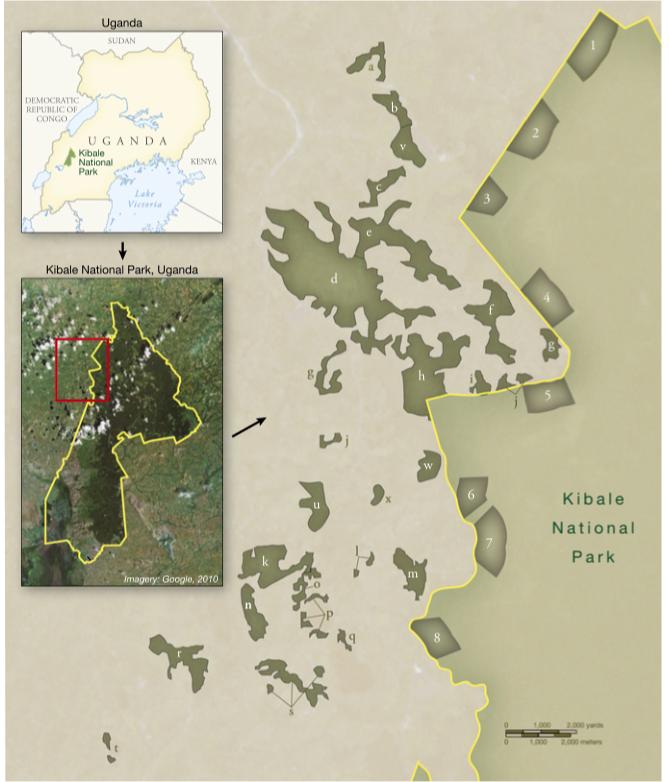 Uganda
SUDAN
DEMOCRATIC
REPUBLIC OF
CONGO
UGANDA
Kibale
National
Park
KENYA
Lake
Victoria
Kibale National Park, Uganda
Imagery: Google, 2010
1
a
b
2
v
c
3
e
d
4
f
g
g
h
i
j
5
j
w
Kibale
National
Park
x
6
u
7
l
k
m
o
n
p
q
8
r
s
0 1,000 2,000 yards
0 1,000 2,000 meters
t